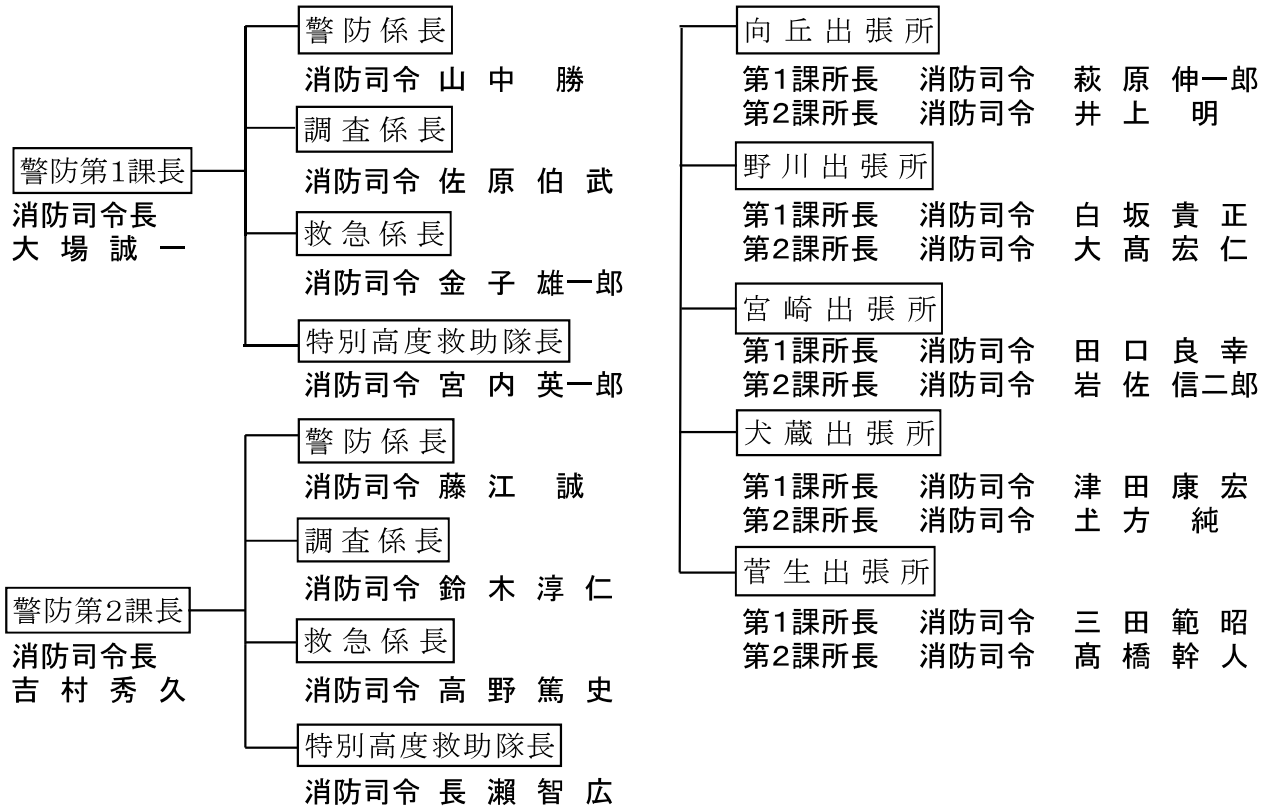 警防第1課長
消防司令長
大場誠一
警防係長
消防司令 山中 勝
調査係長
消防司令 佐原伯武
救急係長
消防司令 金子雄一郎
特別高度救助隊長
消防司令 宮内英一郎
警防第2課長
消防司令長
吉村秀久
警防係長
消防司令 藤江 誠
調査係長
消防司令 鈴木淳仁
救急係長
消防司令 高野篤史
特別高度救助隊長
消防司令 長瀨智広
向丘出張所
第1課所長 消防司令 萩原伸一郎
第2課所長 消防司令 井上 明
野川出張所
第1課所長 消防司令 白坂貴正
第2課所長 消防司令 大髙宏仁
宮崎出張所
第1課所長 消防司令 田口良幸
第2課所長 消防司令 岩佐信二郎
犬蔵出張所
第1課所長 消防司令 津田康宏
第2課所長 消防司令 𡈽方 純
菅生出張所
第1課所長 消防司令 三田範昭
第2課所長 消防司令 髙橋幹人